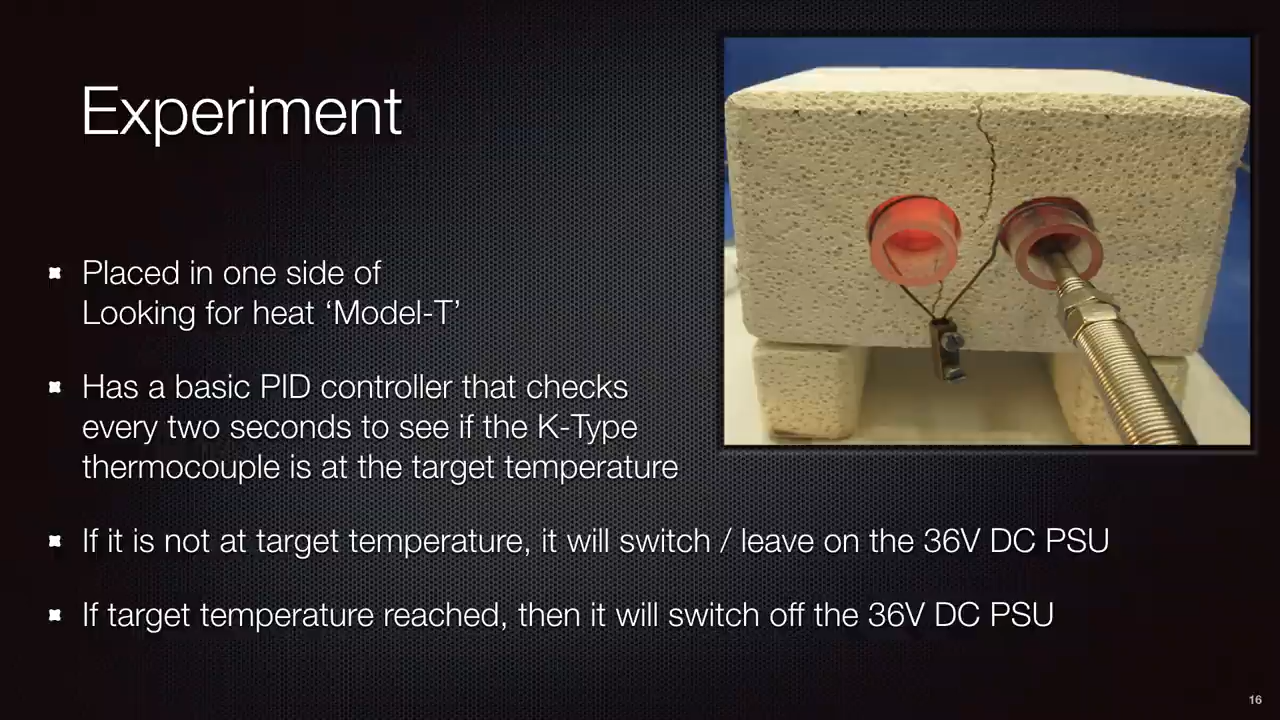 Experiment
Placed in one side of
Looking for heat ‘Model-T’
Has a basic PID controller that checks
every two seconds to see if the K-Type
thermocouple is at the target temperature
If it is not at target temperature, it will switch / leave on the 36V DC PSU
If target temperature reached, then it will switch off the 36V DC PSU
16